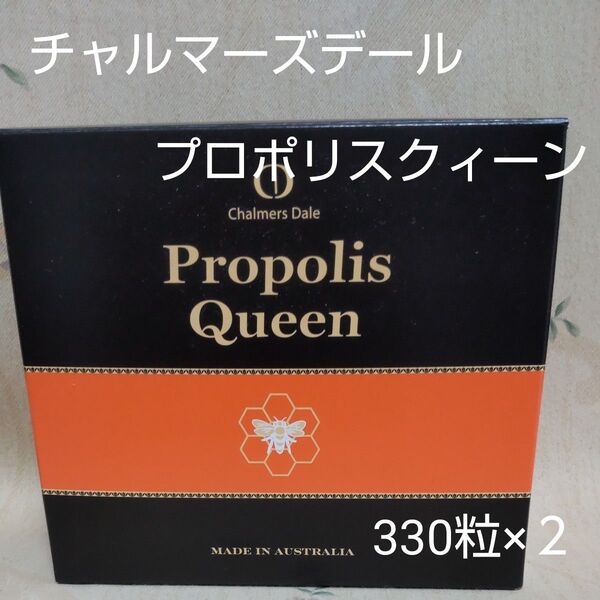 チャルマーズデール
プロポリスクィーン
Chalmers Dale
Propolis
Queen
MADE IN AUSTRALIA
330粒×2